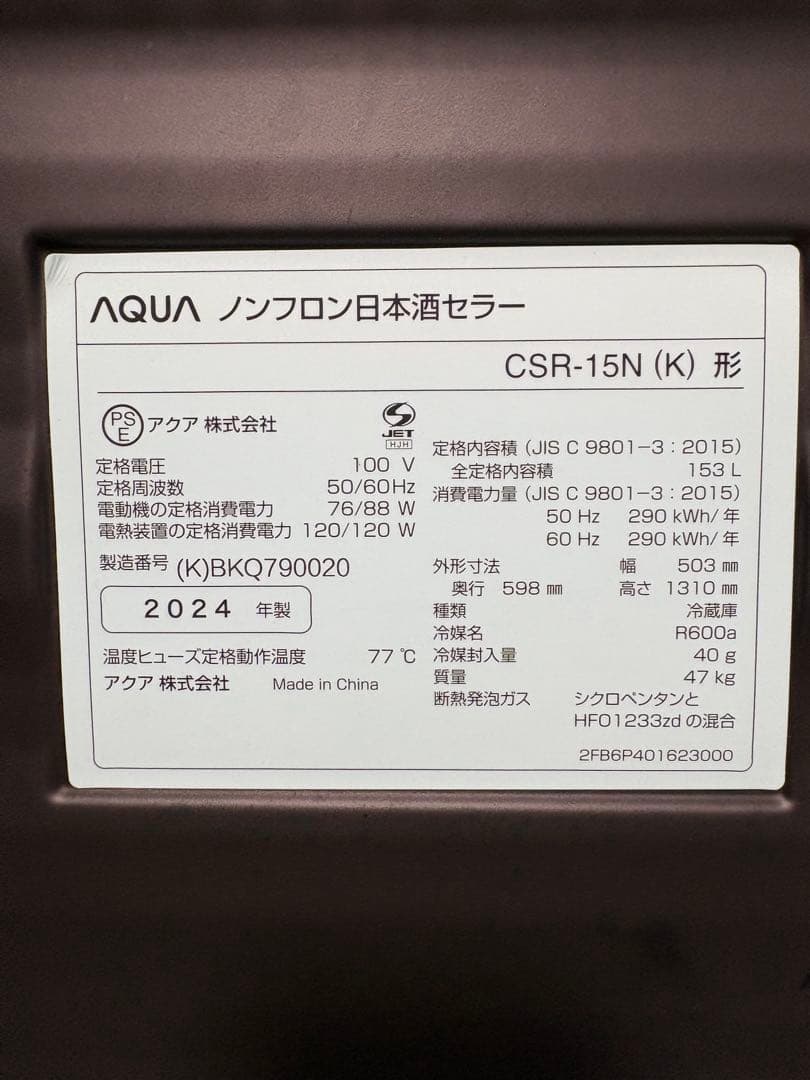 AQUA ノンフロン日本酒セラー
CSR-15N (K) 形
PS
E
アクア 株式会社
S
JET
HJH
定格電圧 100 V
定格周波数 50/60Hz
電動機の定格消費電力 76/88 W
電熱装置の定格消費電力 120/120 W
製造番号 (K)BKQ790020
2024 年製
温度ヒューズ定格動作温度 77 ℃
アクア 株式会社 Made in China
定格内容積 (JIS C 9801-3:2015)
全定格内容積 153 L
消費電力量 (JIS C 9801-3:2015)
50 Hz 290 kWh/年
60 Hz 290 kWh/年
外形寸法 幅 503 ㎜
奥行 598 ㎜ 高さ 1310 ㎜
種類 冷蔵庫
冷媒名 R600a
冷媒封入量 40 g
質量 47 kg
断熱発泡ガス シクロペンタンと
HFO1233zd の混合
2FB6P401623000